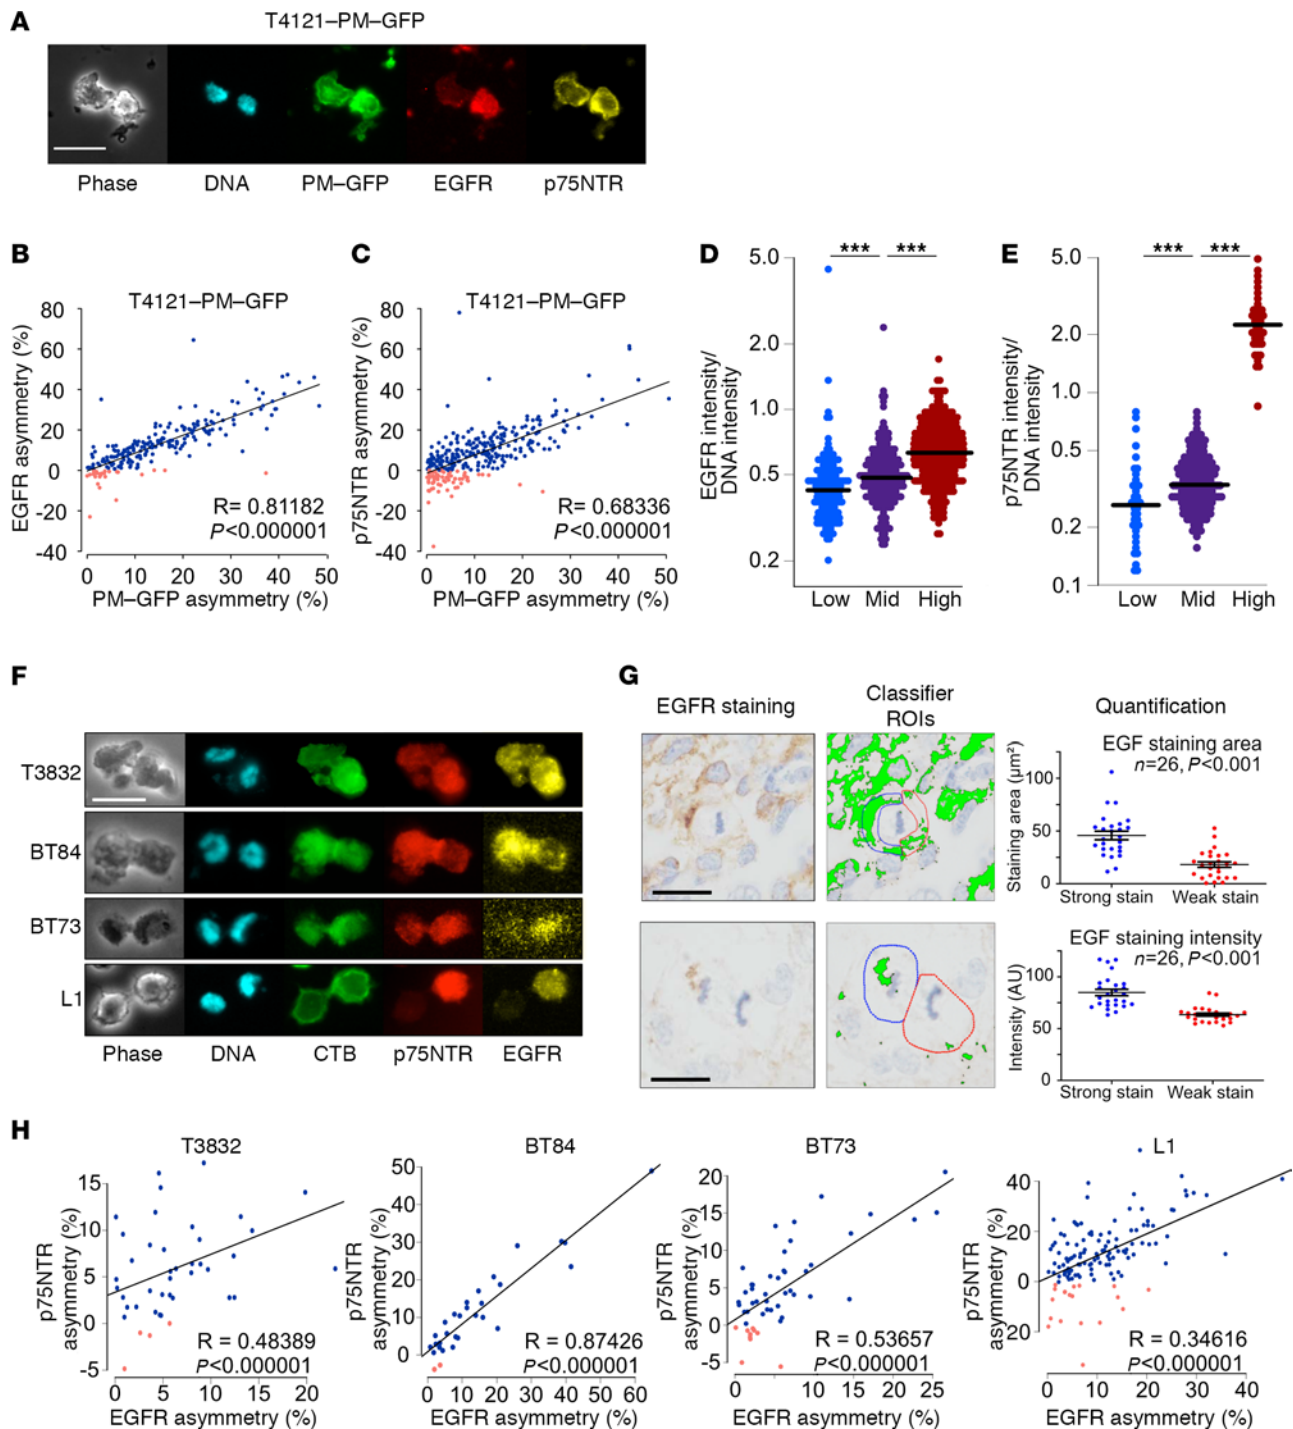 A
T4121–PM–GFP
Phase
DNA
PM–GFP
EGFR
p75NTR
B
T4121–PM–GFP
EGFR asymmetry (%)
80
60
40
20
0
-20
-40
R= 0.81182
P<0.000001
0 10 20 30 40 50
PM–GFP asymmetry (%)
C
T4121–PM–GFP
p75NTR asymmetry (%)
80
60
40
20
0
-20
-40
R= 0.68336
P<0.000001
0 10 20 30 40 50
PM–GFP asymmetry (%)
D
*** ***
EGFR intensity/
DNA intensity
5.0
2.0
1.0
0.5
0.2
Low Mid High
E
*** ***
p75NTR intensity/
DNA intensity
5.0
2.0
1.0
0.5
0.2
0.1
Low Mid High
F
T3832
BT84
BT73
L1
Phase
DNA
CTB
p75NTR
EGFR
G
EGFR staining
Classifier
ROIs
Quantification
EGF staining area
n=26, P<0.001
Staining area (μm²)
100
50
0
Strong stain Weak stain
EGF staining intensity
n=26, P<0.001
Intensity (AU)
100
50
0
Strong stain Weak stain
H
T3832
p75NTR
asymmetry (%)
15
10
5
0
-5
R = 0.48389
P<0.000001
0 5 10 15 20
EGFR asymmetry (%)
BT84
p75NTR
asymmetry (%)
50
40
30
20
10
0
R = 0.87426
P<0.000001
0 10 20 30 40 50 60
EGFR asymmetry (%)
BT73
p75NTR
asymmetry (%)
20
15
10
5
0
-5
R = 0.53657
P<0.000001
0 5 10 15 20 25
EGFR asymmetry (%)
L1
p75NTR
asymmetry (%)
40
20
0
20
R = 0.34616
P<0.000001
0 10 20 30 40
EGFR asymmetry (%)